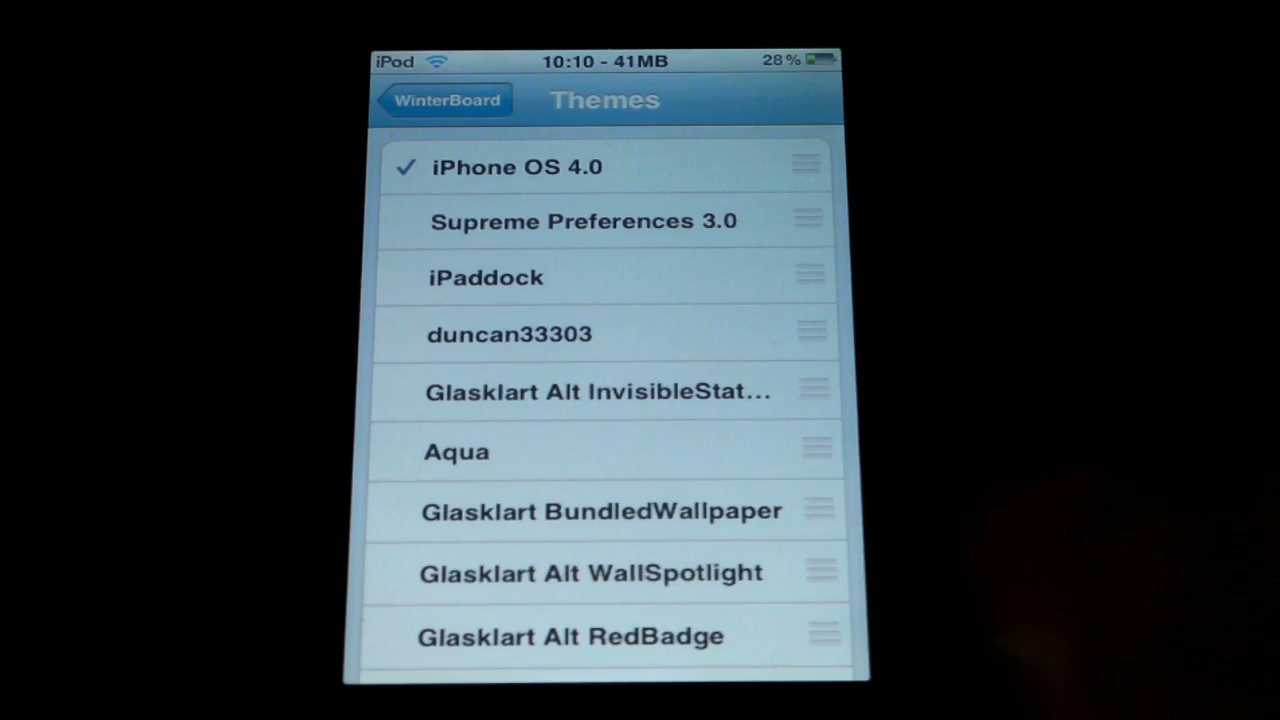 iPod 10:10 - 41MB 28%
WinterBoard Themes
iPhone OS 4.0
Supreme Preferences 3.0
iPaddock
duncan33303
Glasklart Alt InvisibleStat...
Aqua
Glasklart BundledWallpaper
Glasklart Alt WallSpotlight
Glasklart Alt RedBadge